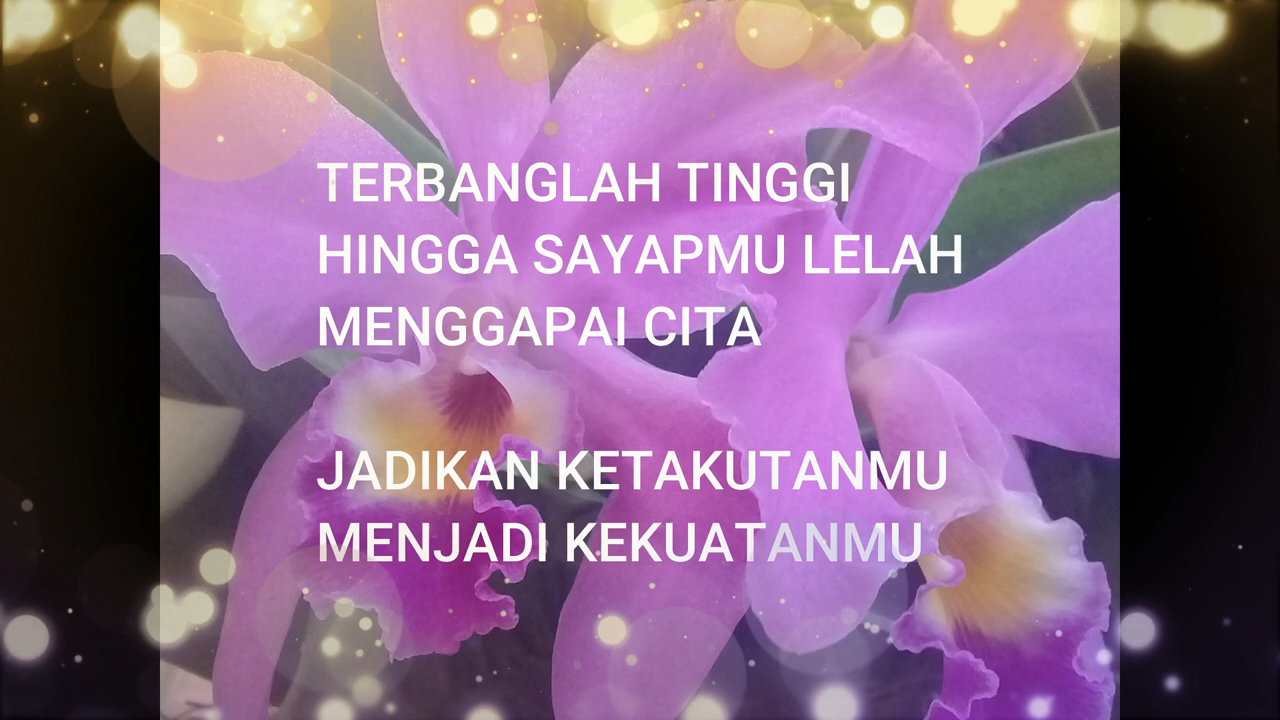 TERBANGLAH TINGGI
HINGGA SAYAPMU LELAH
MENGGAPAI CITA
JADIKAN KETAKUTANMU
MENJADI KEKUATANMU